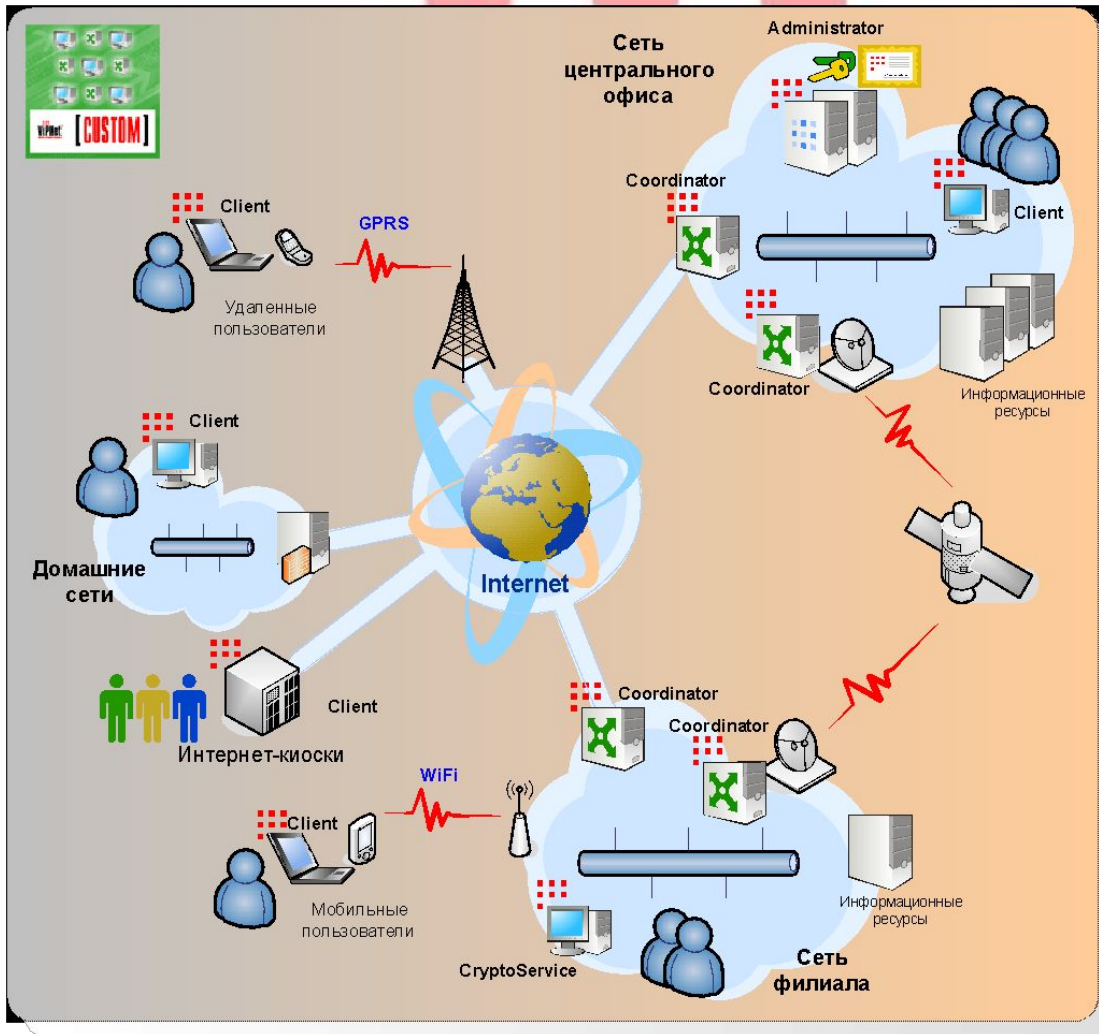 ViPNet [CUSTOM]
Сеть
центрального
офиса
Administrator
Coordinator
Client
Coordinator
Информационные
ресурсы
Client
GPRS
Удаленные
пользователи
Client
Домашние
сети
Internet
Client
Интернет-киоски
Coordinator
Coordinator
WiFi
Client
Мобильные
пользователи
CryptoService
Информационные
ресурсы
Сеть
филиала